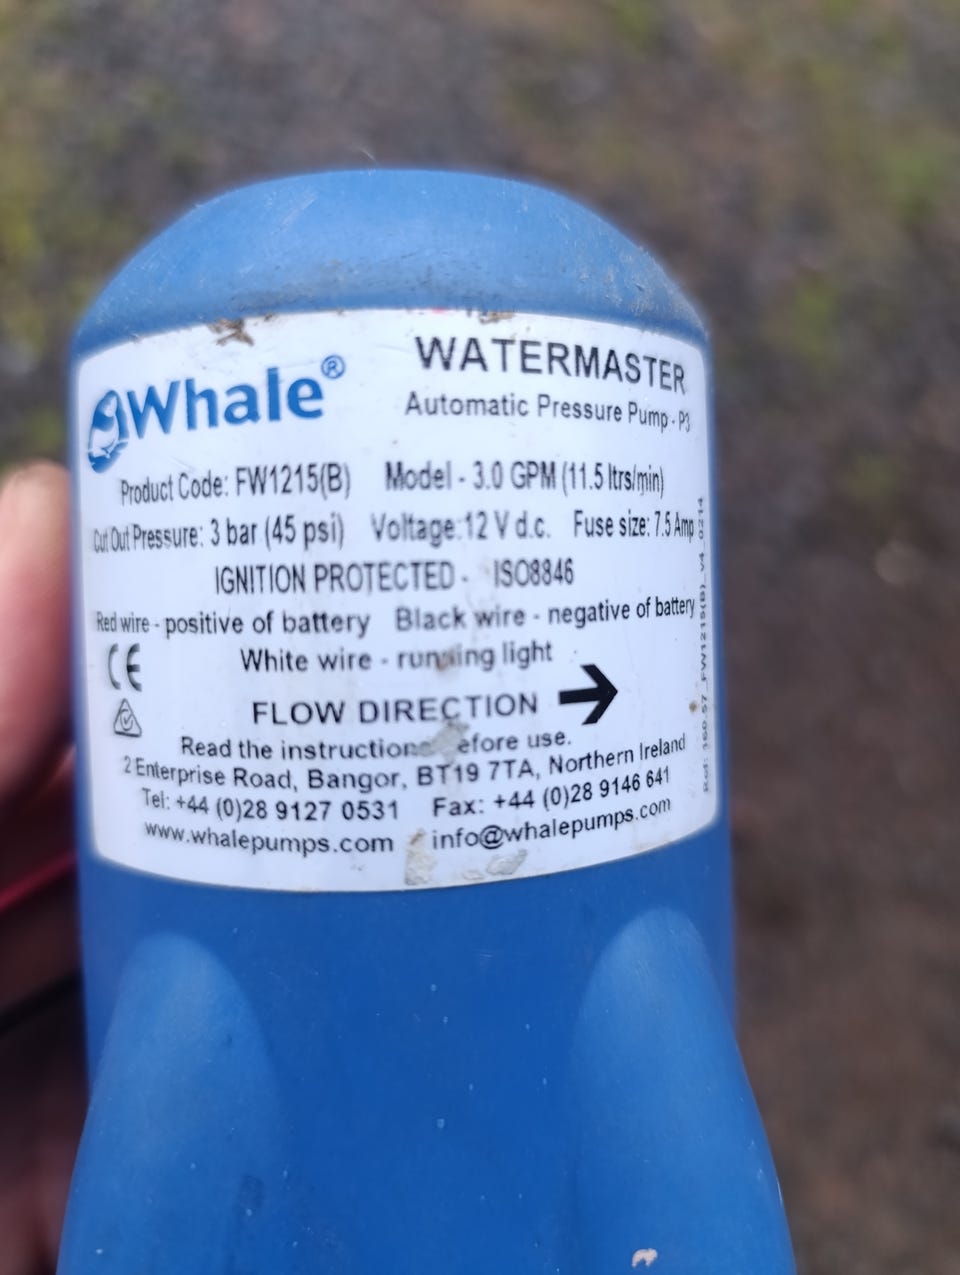 Whale®
WATERMASTER
Automatic Pressure Pump - P3
Product Code: FW1215(B) Model - 3.0 GPM (11.5 ltrs/min)
Cut Out Pressure: 3 bar (45 psi) Voltage:12 V d.c. Fuse size: 7.5 Amp
IGNITION PROTECTED - ISO8846
Red wire - positive of battery Black wire - negative of battery
White wire - running light
CE
FLOW DIRECTION →
Read the instructions before use.
2 Enterprise Road, Bangor, BT19 7TA, Northern Ireland
Tel: +44 (0)28 9127 0531 Fax: +44 (0)28 9146 641
www.whalepumps.com info@whalepumps.com
Ref: 160.57_FW1215(B)_v4_0214